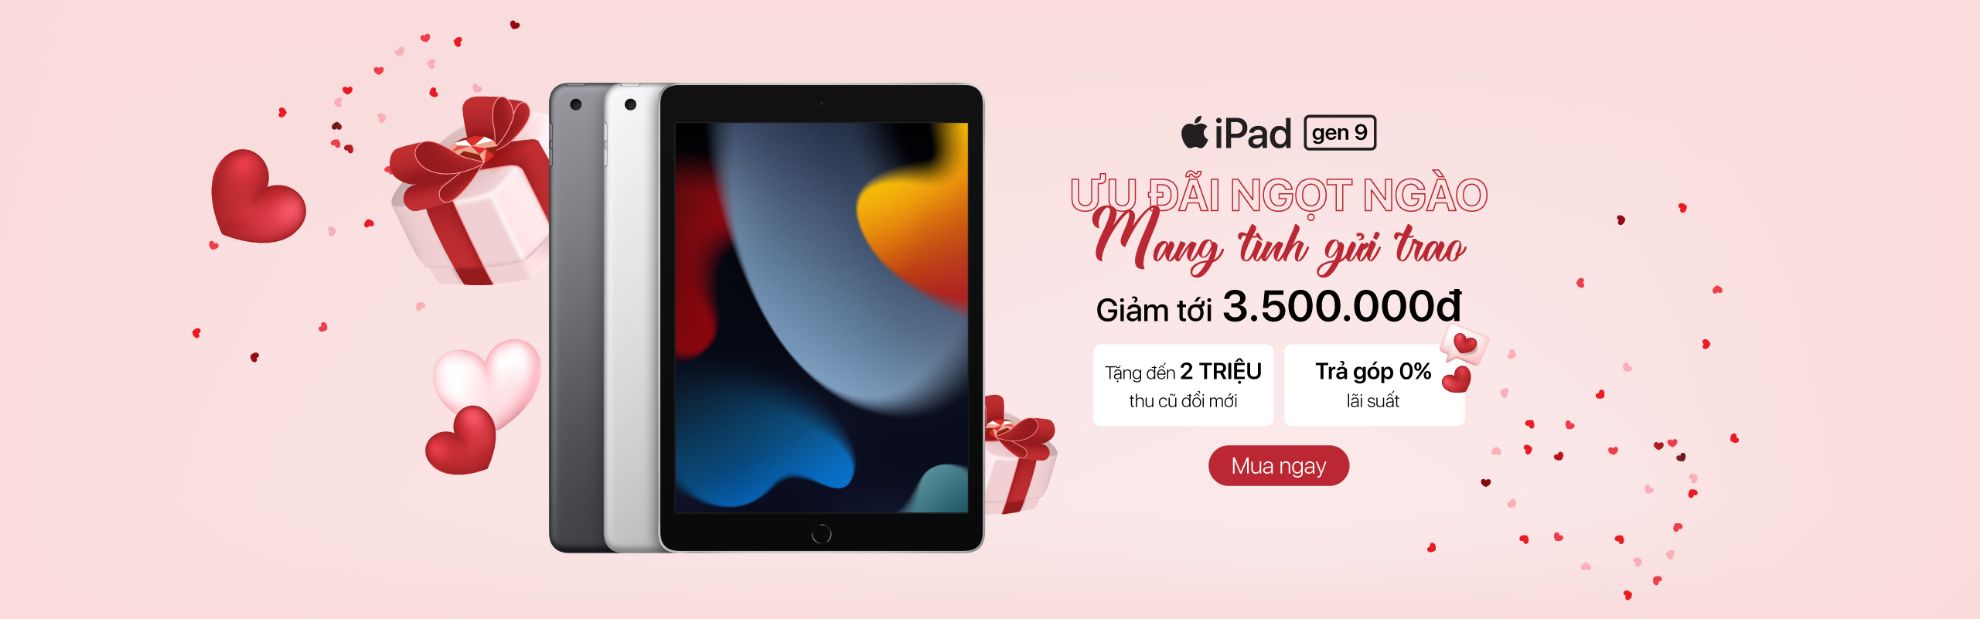 iPad gen 9
ƯU ĐÃI NGỌT NGÀO
Mang tình gửi trao
Giảm tới 3.500.000đ
Tặng đến 2 TRIỆU
thu cũ đổi mới
Trả góp 0%
lãi suất
Mua ngay